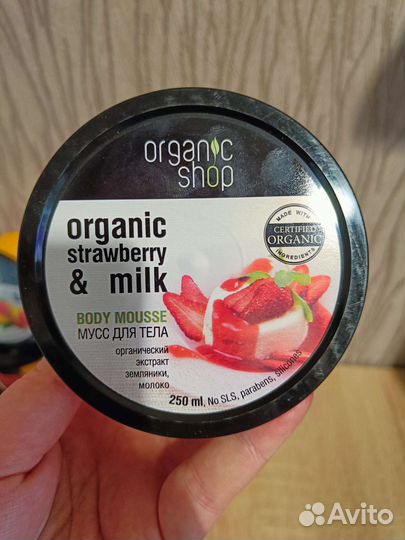 organic
shop
organic
strawberry
& milk
BODY MOUSSE
МУСС ДЛЯ ТЕЛА
органический
экстракт
земляники,
молоко
250 ml, No SLS, parabens, silicones
MADE WITH
CERTIFIED
ORGANIC
INGREDIENTS
Avito